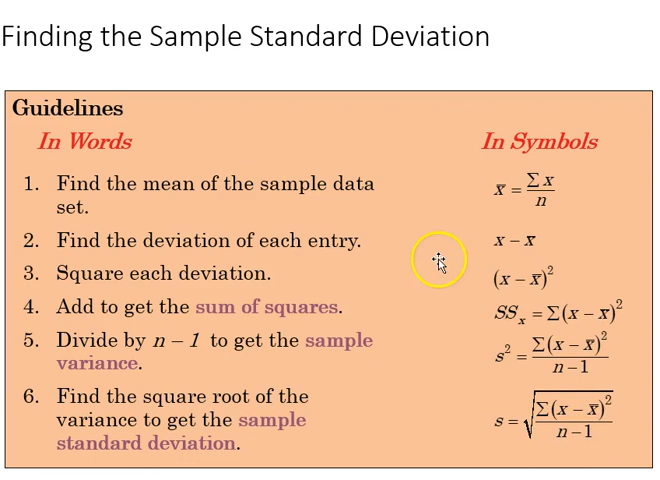 Finding the Sample Standard Deviation
Guidelines
In Words
In Symbols
1. Find the mean of the sample data set.
x̄ = Σx / n
2. Find the deviation of each entry.
x − x̄
3. Square each deviation.
(x − x̄)²
4. Add to get the sum of squares.
SSₓ = Σ(x − x̄)²
5. Divide by n − 1 to get the sample variance.
s² = Σ(x − x̄)² / n − 1
6. Find the square root of the variance to get the sample standard deviation.
s = √(Σ(x − x̄)² / n − 1)